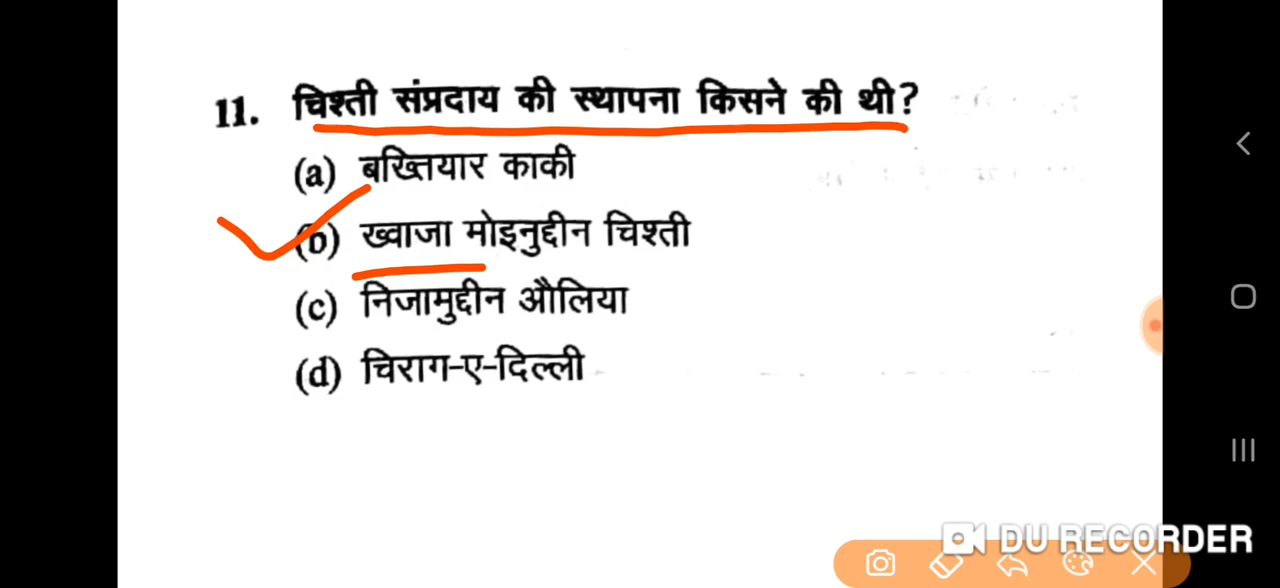 11. चिश्ती संप्रदाय की स्थापना किसने की थी?
(a) बख्तियार काकी
(b) ख्वाजा मोइनुद्दीन चिश्ती
(c) निजामुद्दीन औलिया
(d) चिराग-ए-दिल्ली
DU RECORDER